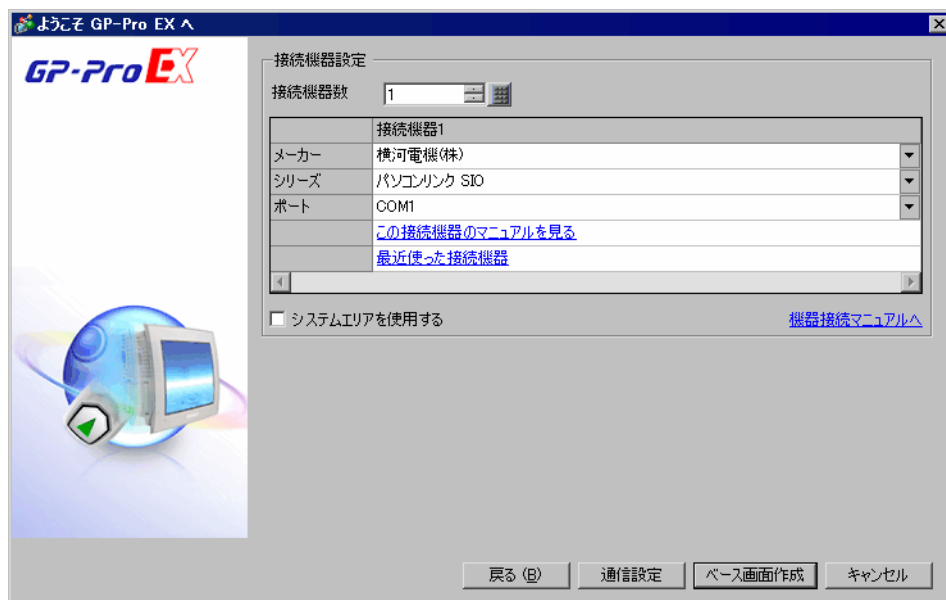 ようこそ GP-Pro EX へ
GP-Pro EX
接続機器設定
接続機器数 1
接続機器1
メーカー 横河電機(株)
シリーズ パソコンリンク SIO
ポート COM1
この接続機器のマニュアルを見る
最近使った接続機器
システムエリアを使用する 機器接続マニュアルへ
戻る (B) 通信設定 ベース画面作成 キャンセル